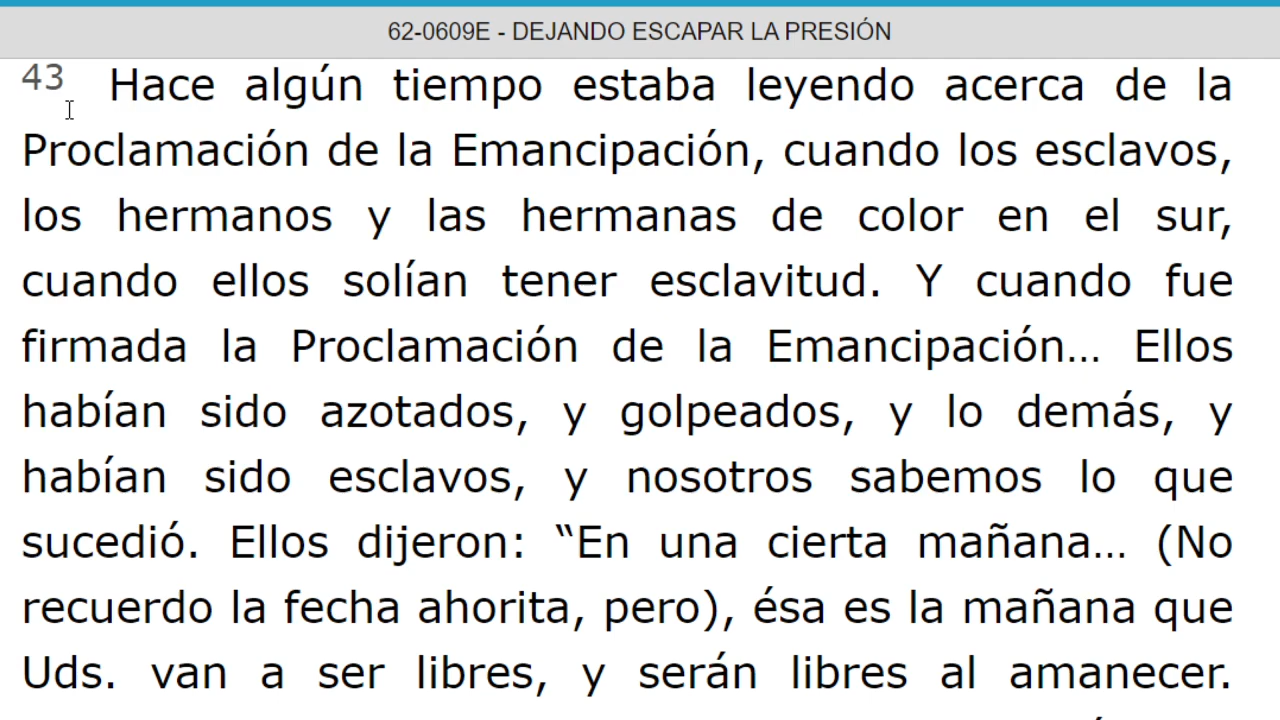 62-0609E - DEJANDO ESCAPAR LA PRESIÓN
43 Hace algún tiempo estaba leyendo acerca de la
Proclamación de la Emancipación, cuando los esclavos,
los hermanos y las hermanas de color en el sur,
cuando ellos solían tener esclavitud. Y cuando fue
firmada la Proclamación de la Emancipación… Ellos
habían sido azotados, y golpeados, y lo demás, y
habían sido esclavos, y nosotros sabemos lo que
sucedió. Ellos dijeron: “En una cierta mañana… (No
recuerdo la fecha ahorita, pero), ésa es la mañana que
Uds. van a ser libres, y serán libres al amanecer.